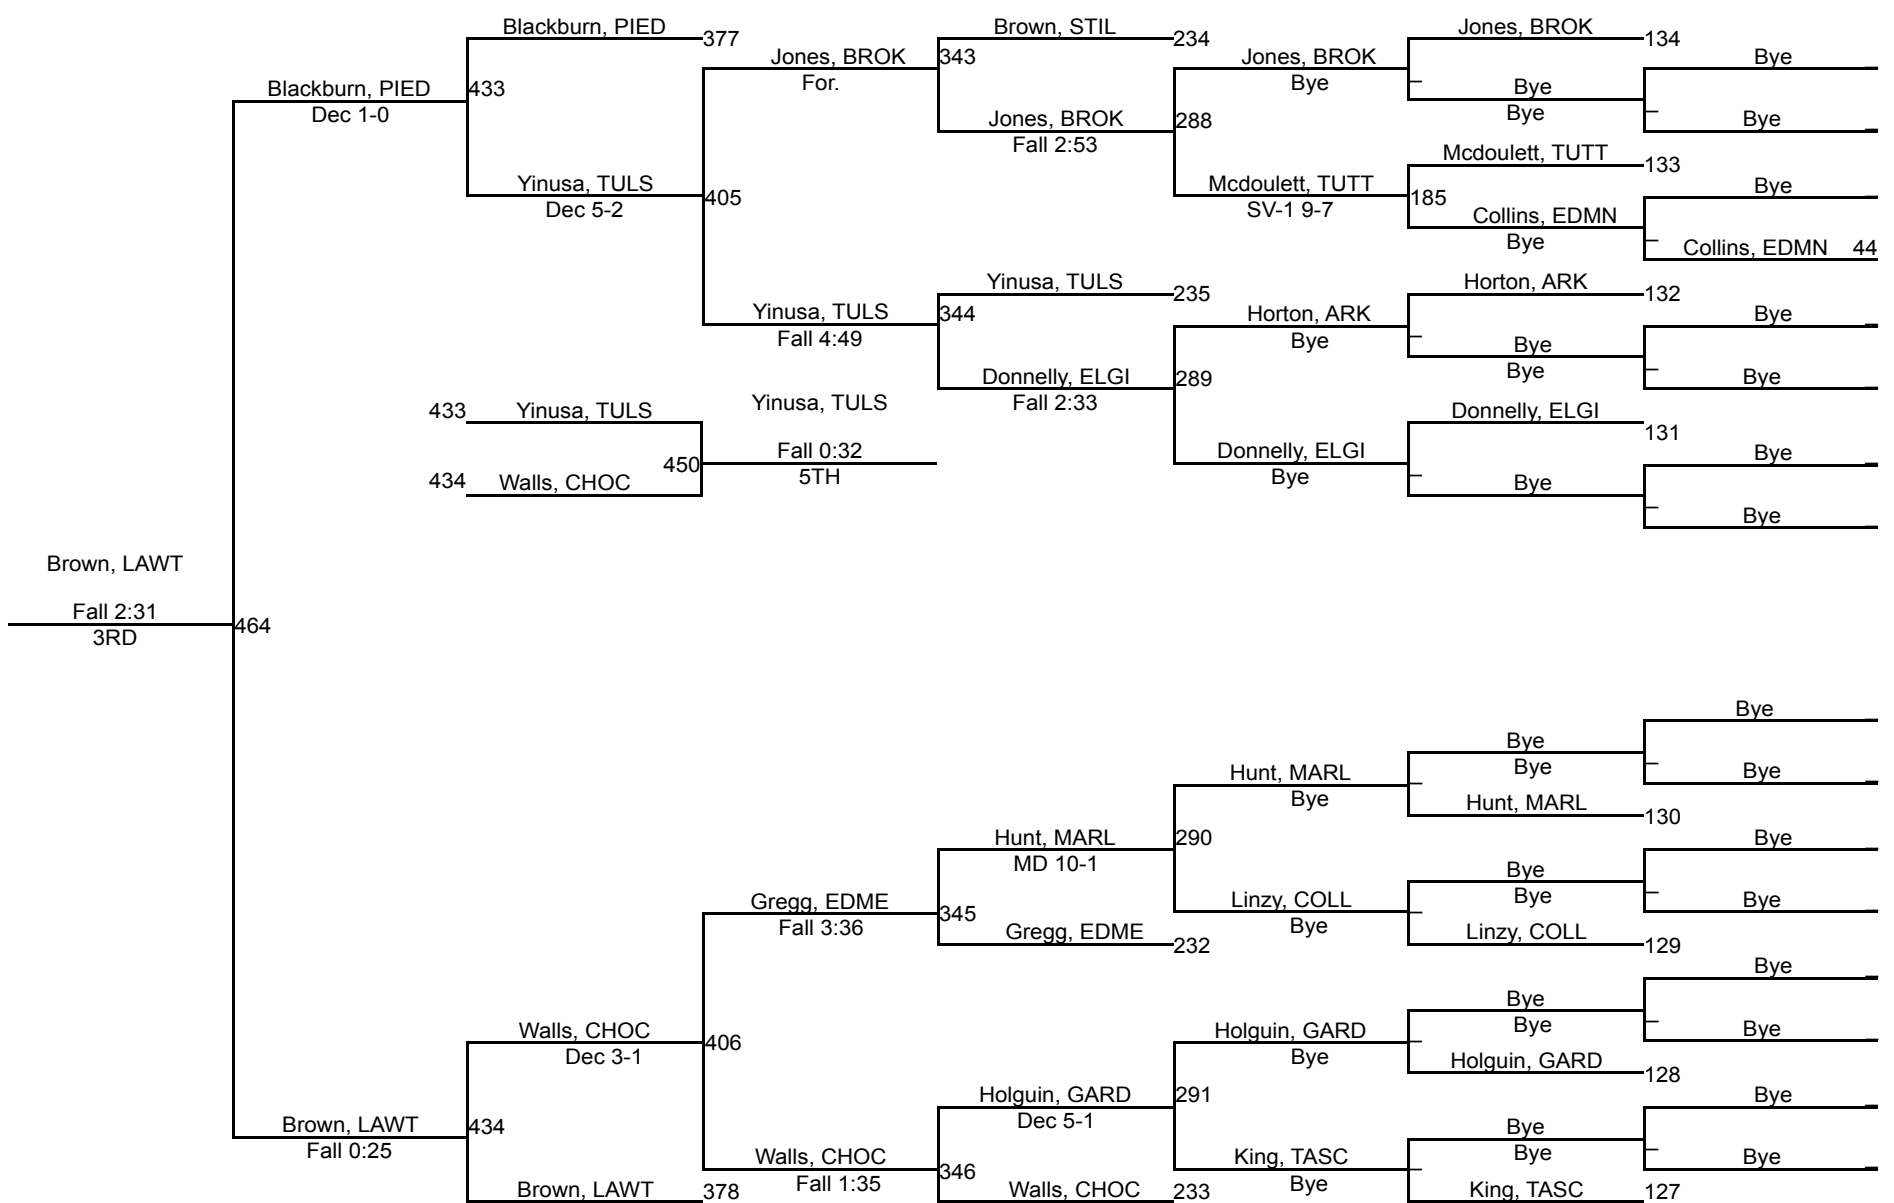 Blackburn, PIED 377
Brown, STIL 234
Jones, BROK 134
Jones, BROK 343
For.
Jones, BROK
Bye
Bye
Blackburn, PIED 433
Dec 1-0
Bye
Bye
Bye
Jones, BROK 288
Fall 2:53
Mcdoulett, TUTT 133
Yinusa, TULS 405
Dec 5-2
Mcdoulett, TUTT 185
SV-1 9-7
Bye
Collins, EDMN
Bye
Collins, EDMN 44
Yinusa, TULS 235
Horton, ARK 132
Yinusa, TULS 344
Fall 4:49
Horton, ARK
Bye
Bye
Bye
Bye
Bye
Donnelly, ELGI 289
Fall 2:33
433 Yinusa, TULS
Yinusa, TULS
Donnelly, ELGI 131
450
Fall 0:32
5TH
Donnelly, ELGI
Bye
Bye
434 Walls, CHOC
Bye
Bye
Brown, LAWT
Fall 2:31
3RD
464
Bye
Bye
Bye
Bye
Hunt, MARL
Bye
Hunt, MARL 130
Hunt, MARL 290
MD 10-1
Bye
Bye
Bye
Bye
Gregg, EDME 345
Fall 3:36
Linzy, COLL
Bye
Gregg, EDME 232
Linzy, COLL 129
Bye
Bye
Bye
Bye
Walls, CHOC 406
Dec 3-1
Holguin, GARD
Bye
Holguin, GARD 128
Holguin, GARD 291
Dec 5-1
Bye
Brown, LAWT 434
Fall 0:25
Bye
Bye
Bye
Walls, CHOC 346
Fall 1:35
King, TASC
Bye
Brown, LAWT 378
Walls, CHOC 233
King, TASC 127